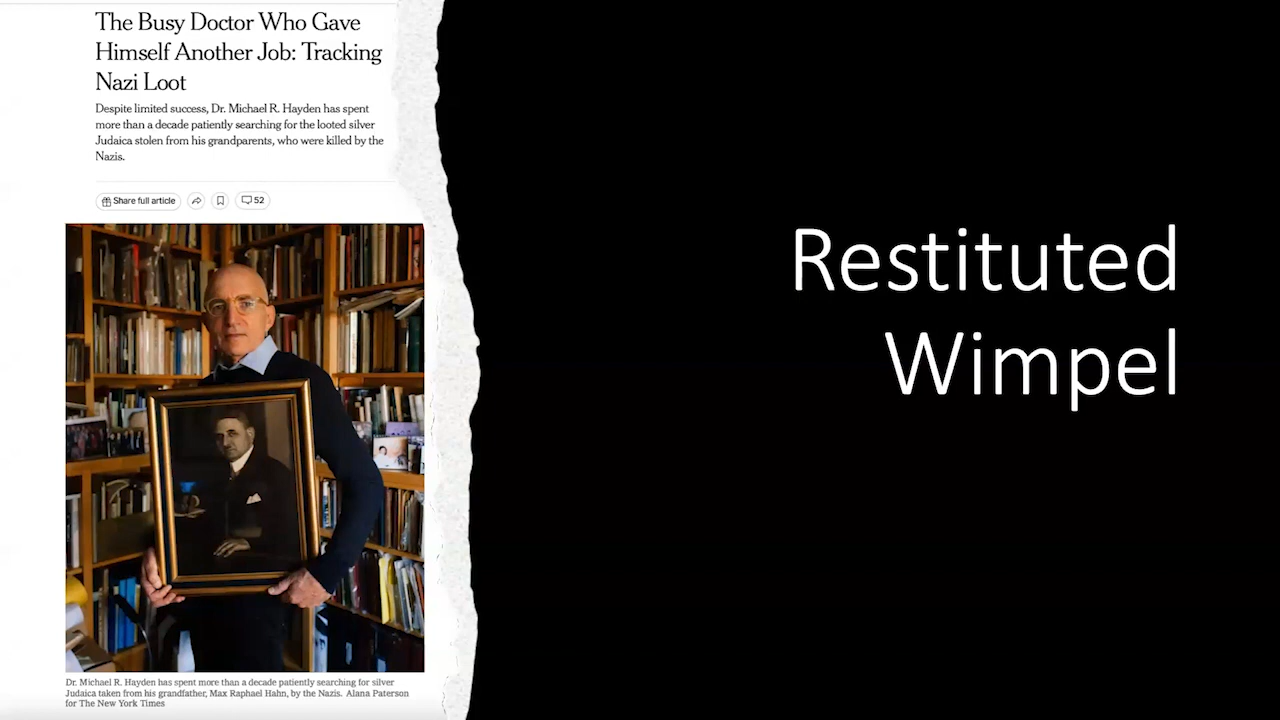 The Busy Doctor Who Gave
Himself Another Job: Tracking
Nazi Loot
Despite limited success, Dr. Michael R. Hayden has spent
more than a decade patiently searching for the looted silver
Judaica stolen from his grandparents, who were killed by the
Nazis.
Share full article
52
Dr. Michael R. Hayden has spent more than a decade patiently searching for silver
Judaica taken from his grandfather, Max Raphael Hahn, by the Nazis. Alana Paterson
for The New York Times
Restituted
Wimpel